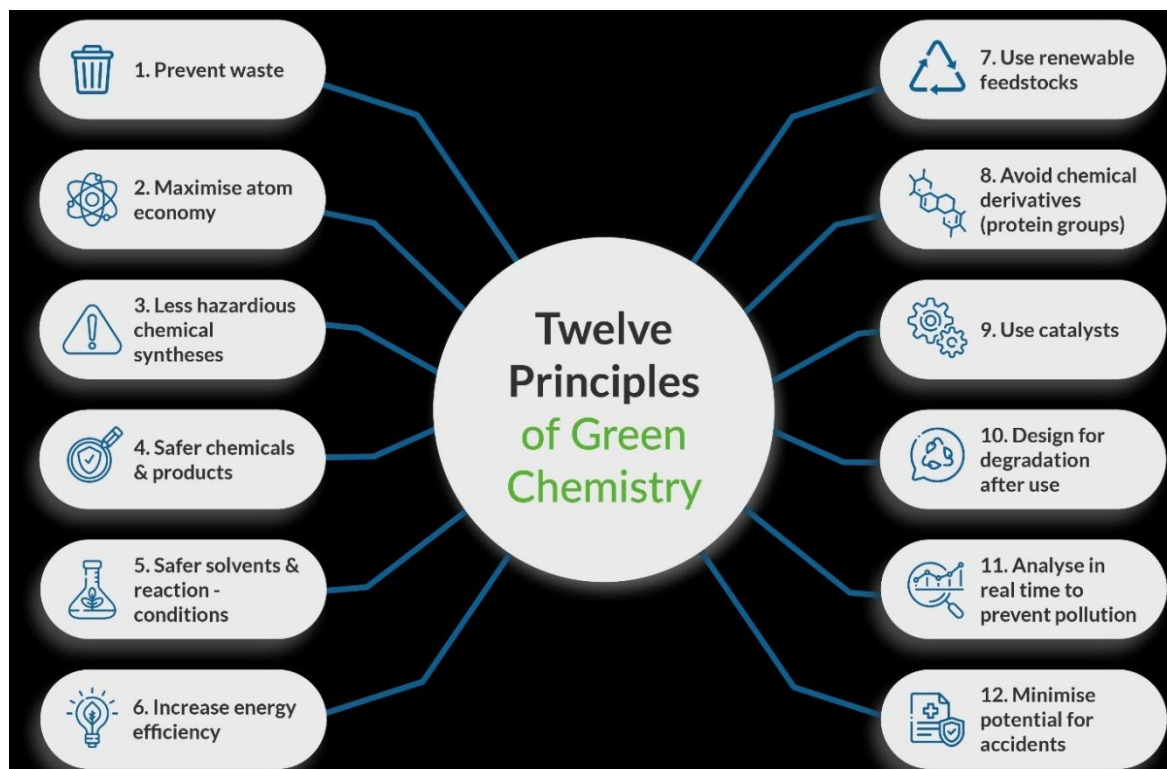 1. Prevent waste
2. Maximise atom
economy
3. Less hazardious
chemical
syntheses
4. Safer chemicals
& products
5. Safer solvents &
reaction -
conditions
6. Increase energy
efficiency
Twelve
Principles
of Green
Chemistry
7. Use renewable
feedstocks
8. Avoid chemical
derivatives
(protein groups)
9. Use catalysts
10. Design for
degradation
after use
11. Analyse in
real time to
prevent pollution
12. Minimise
potential for
accidents